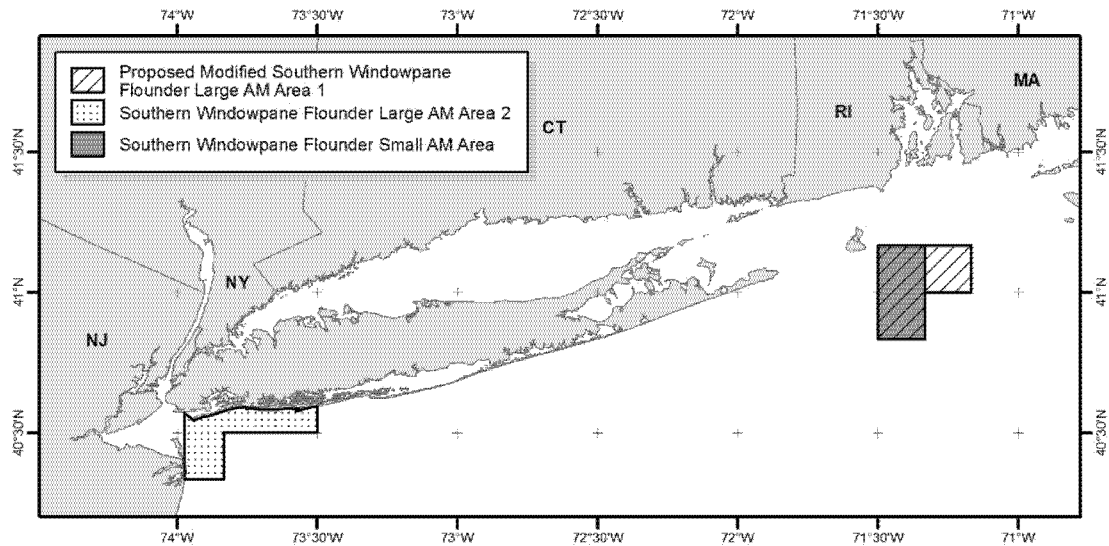 74°W 73°30'W 73°W 72°30'W 72°W 71°30'W 71°W
Proposed Modified Southern Windowpane
Flounder Large AM Area 1
Southern Windowpane Flounder Large AM Area 2
Southern Windowpane Flounder Small AM Area
MA
RI
CT
41°30'N 41°30'N
NY
41°N 41°N
NJ
40°30'N 40°30'N
74°W 73°30'W 73°W 72°30'W 72°W 71°30'W 71°W